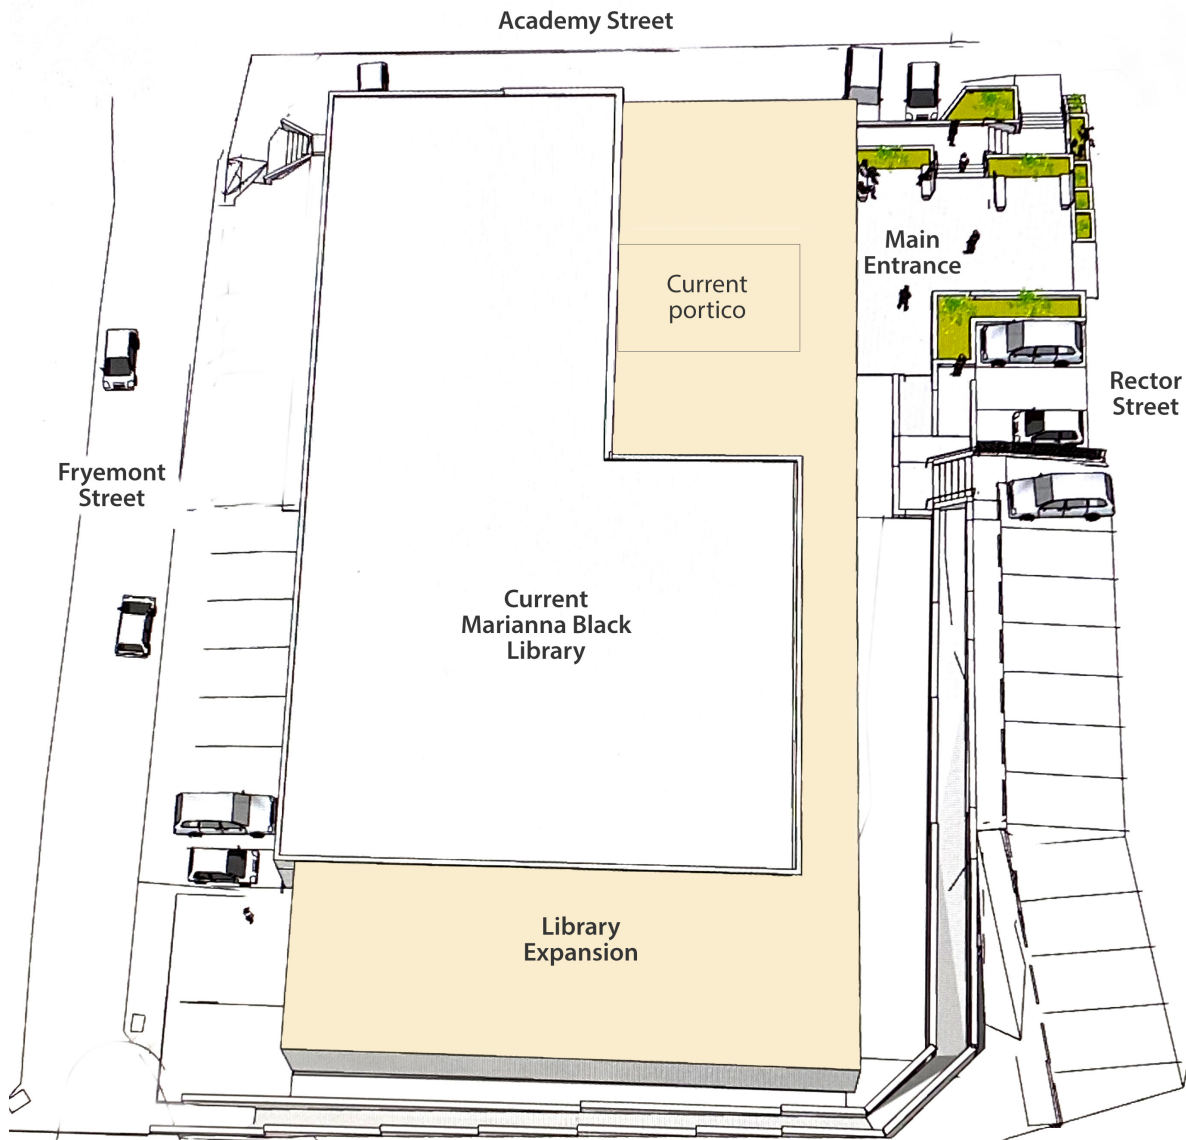 Academy Street
Main
Entrance
Current
portico
Rector
Street
Fryemont
Street
Current
Marianna Black
Library
Library
Expansion